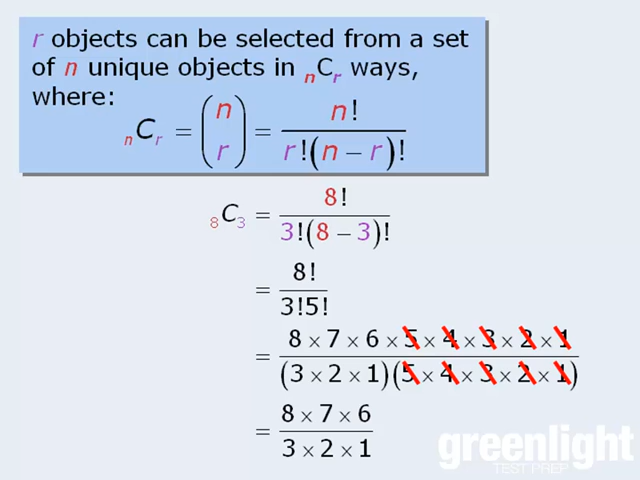 r objects can be selected from a set
of n unique objects in nCr ways,
where:
nCr = (n r) = n! / r!(n − r)!
8C3 = 8! / 3!(8 − 3)!
= 8! / 3!5!
= 8 × 7 × 6 × 5 × 4 × 3 × 2 × 1 / (3 × 2 × 1)(5 × 4 × 3 × 2 × 1)
= 8 × 7 × 6 / 3 × 2 × 1
greenlight
TEST PREP